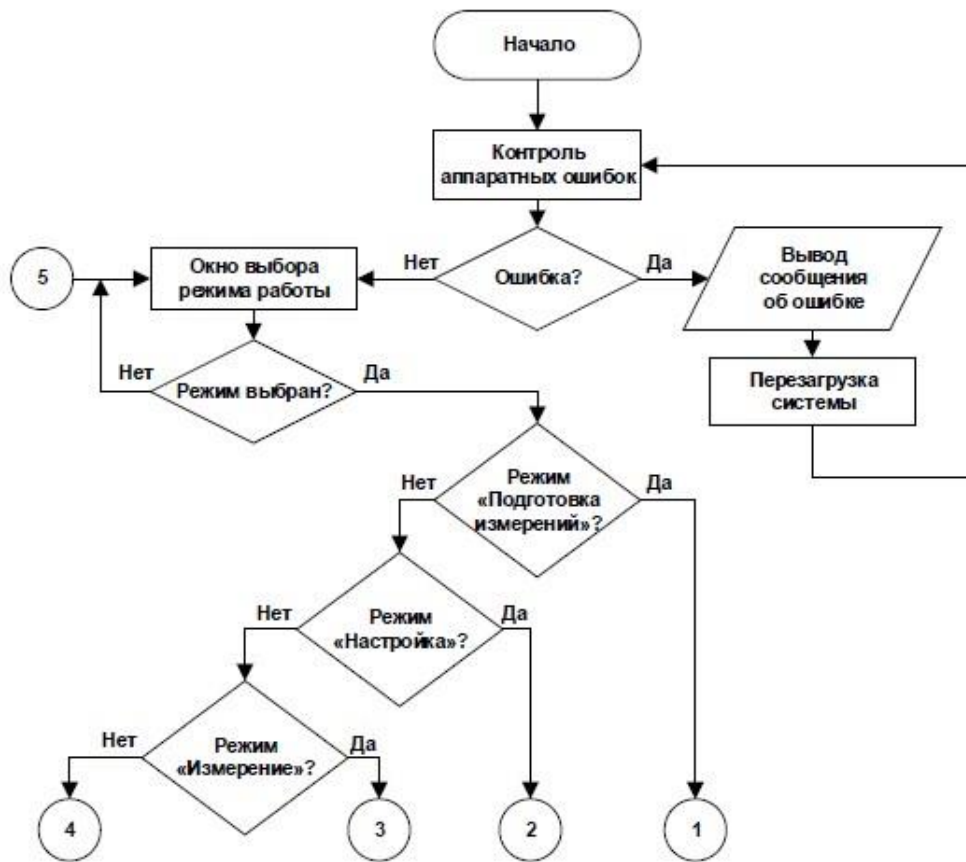 Начало
Контроль
аппаратных ошибок
5
Окно выбора
режима работы
Нет
Ошибка?
Да
Вывод
сообщения
об ошибке
Нет
Режим выбран?
Да
Перезагрузка
системы
Нет
Режим
«Подготовка
измерений»?
Да
Нет
Режим
«Настройка»?
Да
Нет
Режим
«Измерение»?
Да
4
3
2
1